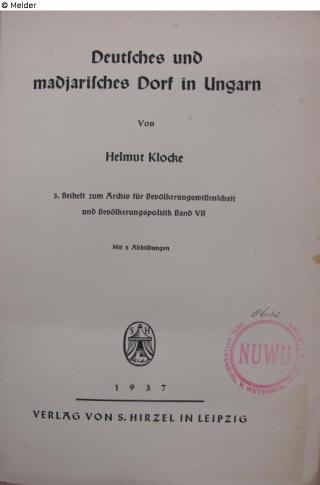 © Melder
Deutsches und
madjarisches Dorf in Ungarn
Von
Helmut Klocke
3. Beiheft zum Archiv für Bevölkerungswissenschaft
und Bevölkerungspolitik Band VII
Mit 2 Abbildungen
S H
NUWU
1937
VERLAG VON S. HIRZEL IN LEIPZIG